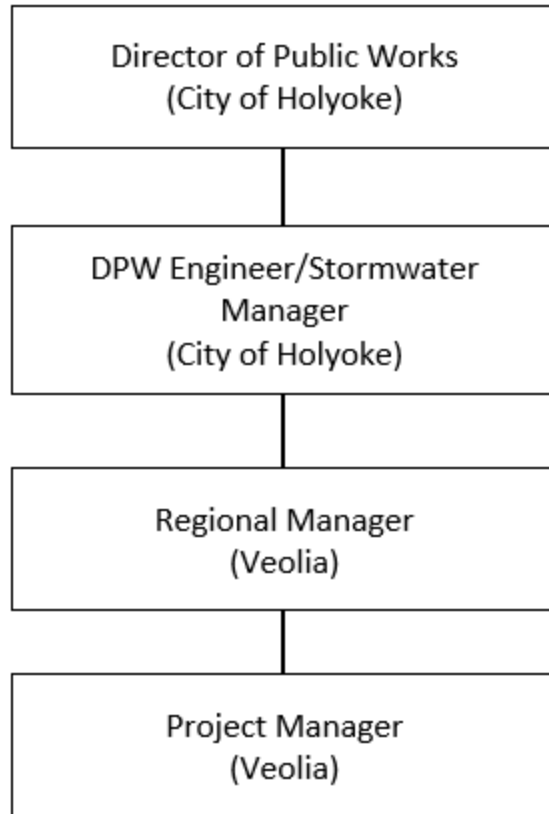 Director of Public Works
(City of Holyoke)
DPW Engineer/Stormwater
Manager
(City of Holyoke)
Regional Manager
(Veolia)
Project Manager
(Veolia)